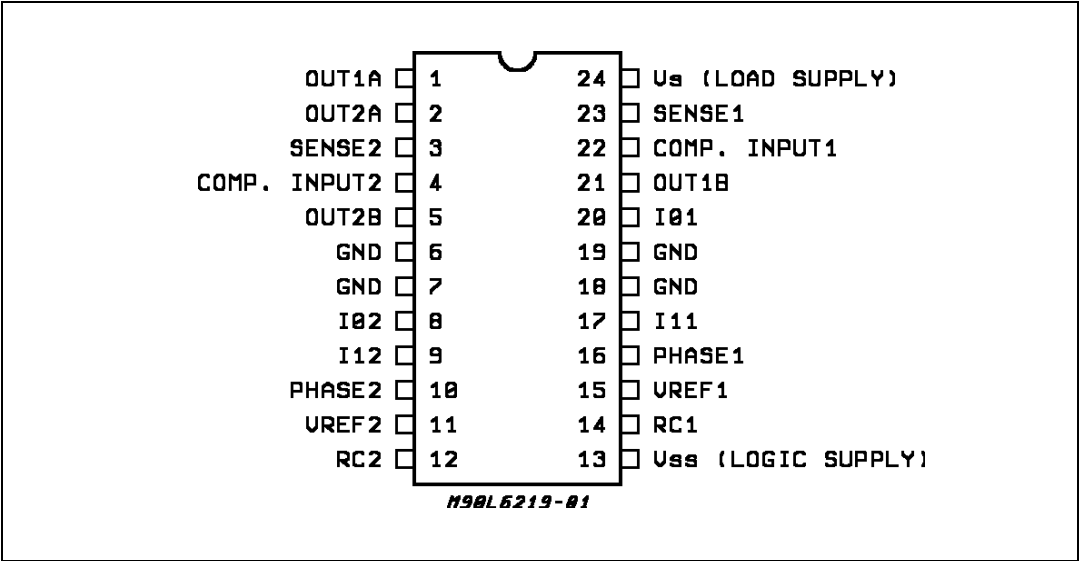 OUT1A 1 24 Vs (LOAD SUPPLY)
OUT2A 2 23 SENSE1
SENSE2 3 22 COMP. INPUT1
COMP. INPUT2 4 21 OUT1B
OUT2B 5 20 I01
GND 6 19 GND
GND 7 18 GND
I02 8 17 I11
I12 9 16 PHASE1
PHASE2 10 15 VREF1
VREF2 11 14 RC1
RC2 12 13 Vss (LOGIC SUPPLY)
M90L6219-01